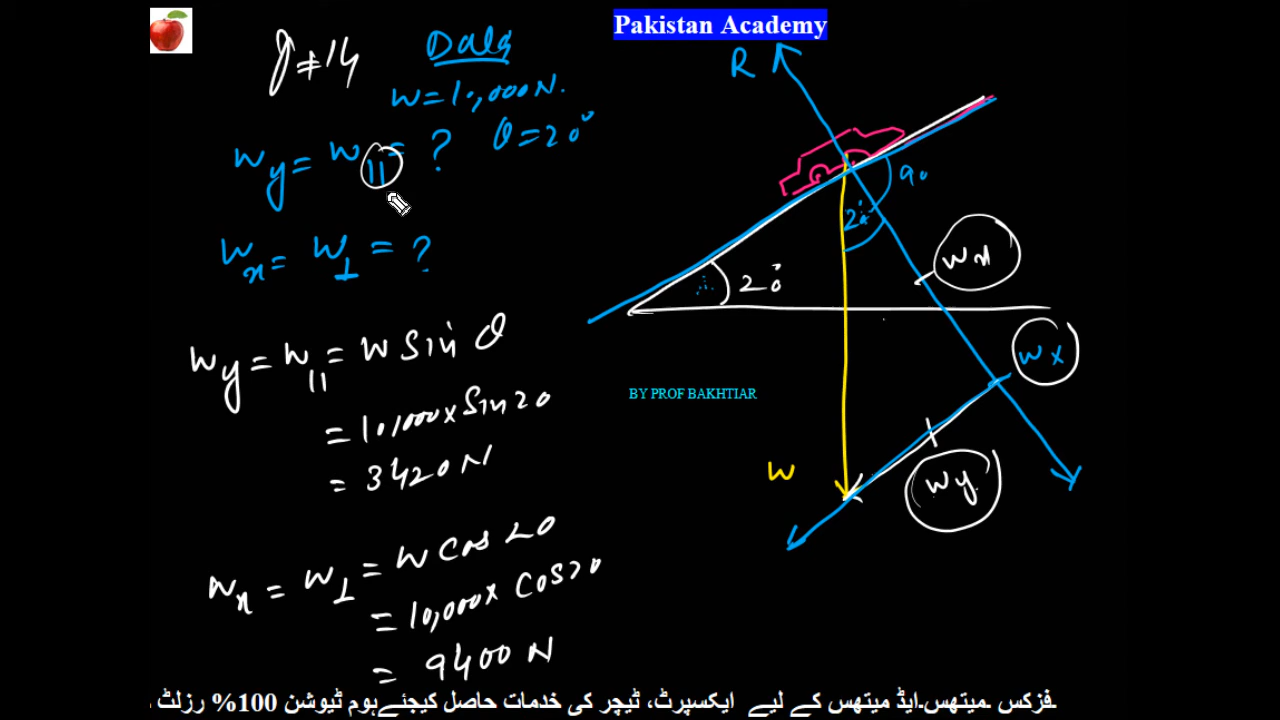 Pakistan Academy
Q#14
Data
W=10,000N.
Wy= W||= ?
θ=20°
Wx= W⊥= ?
Wy= W||= W Sin θ
= 10,000x Sin 20
= 3420 N
Wx = W⊥ = W Cos 20
= 10,000x Cos 20
= 9400 N
R
90
20°
20°
Wx
Wx
Wy
W
BY PROF BAKHTIAR
فزکس ۔میتھس۔ایڈ میتھس کے لیے ایکسپرٹ، ٹیچر کی خدمات حاصل کیجئےہوم ٹیوشن 100% رزلٹ